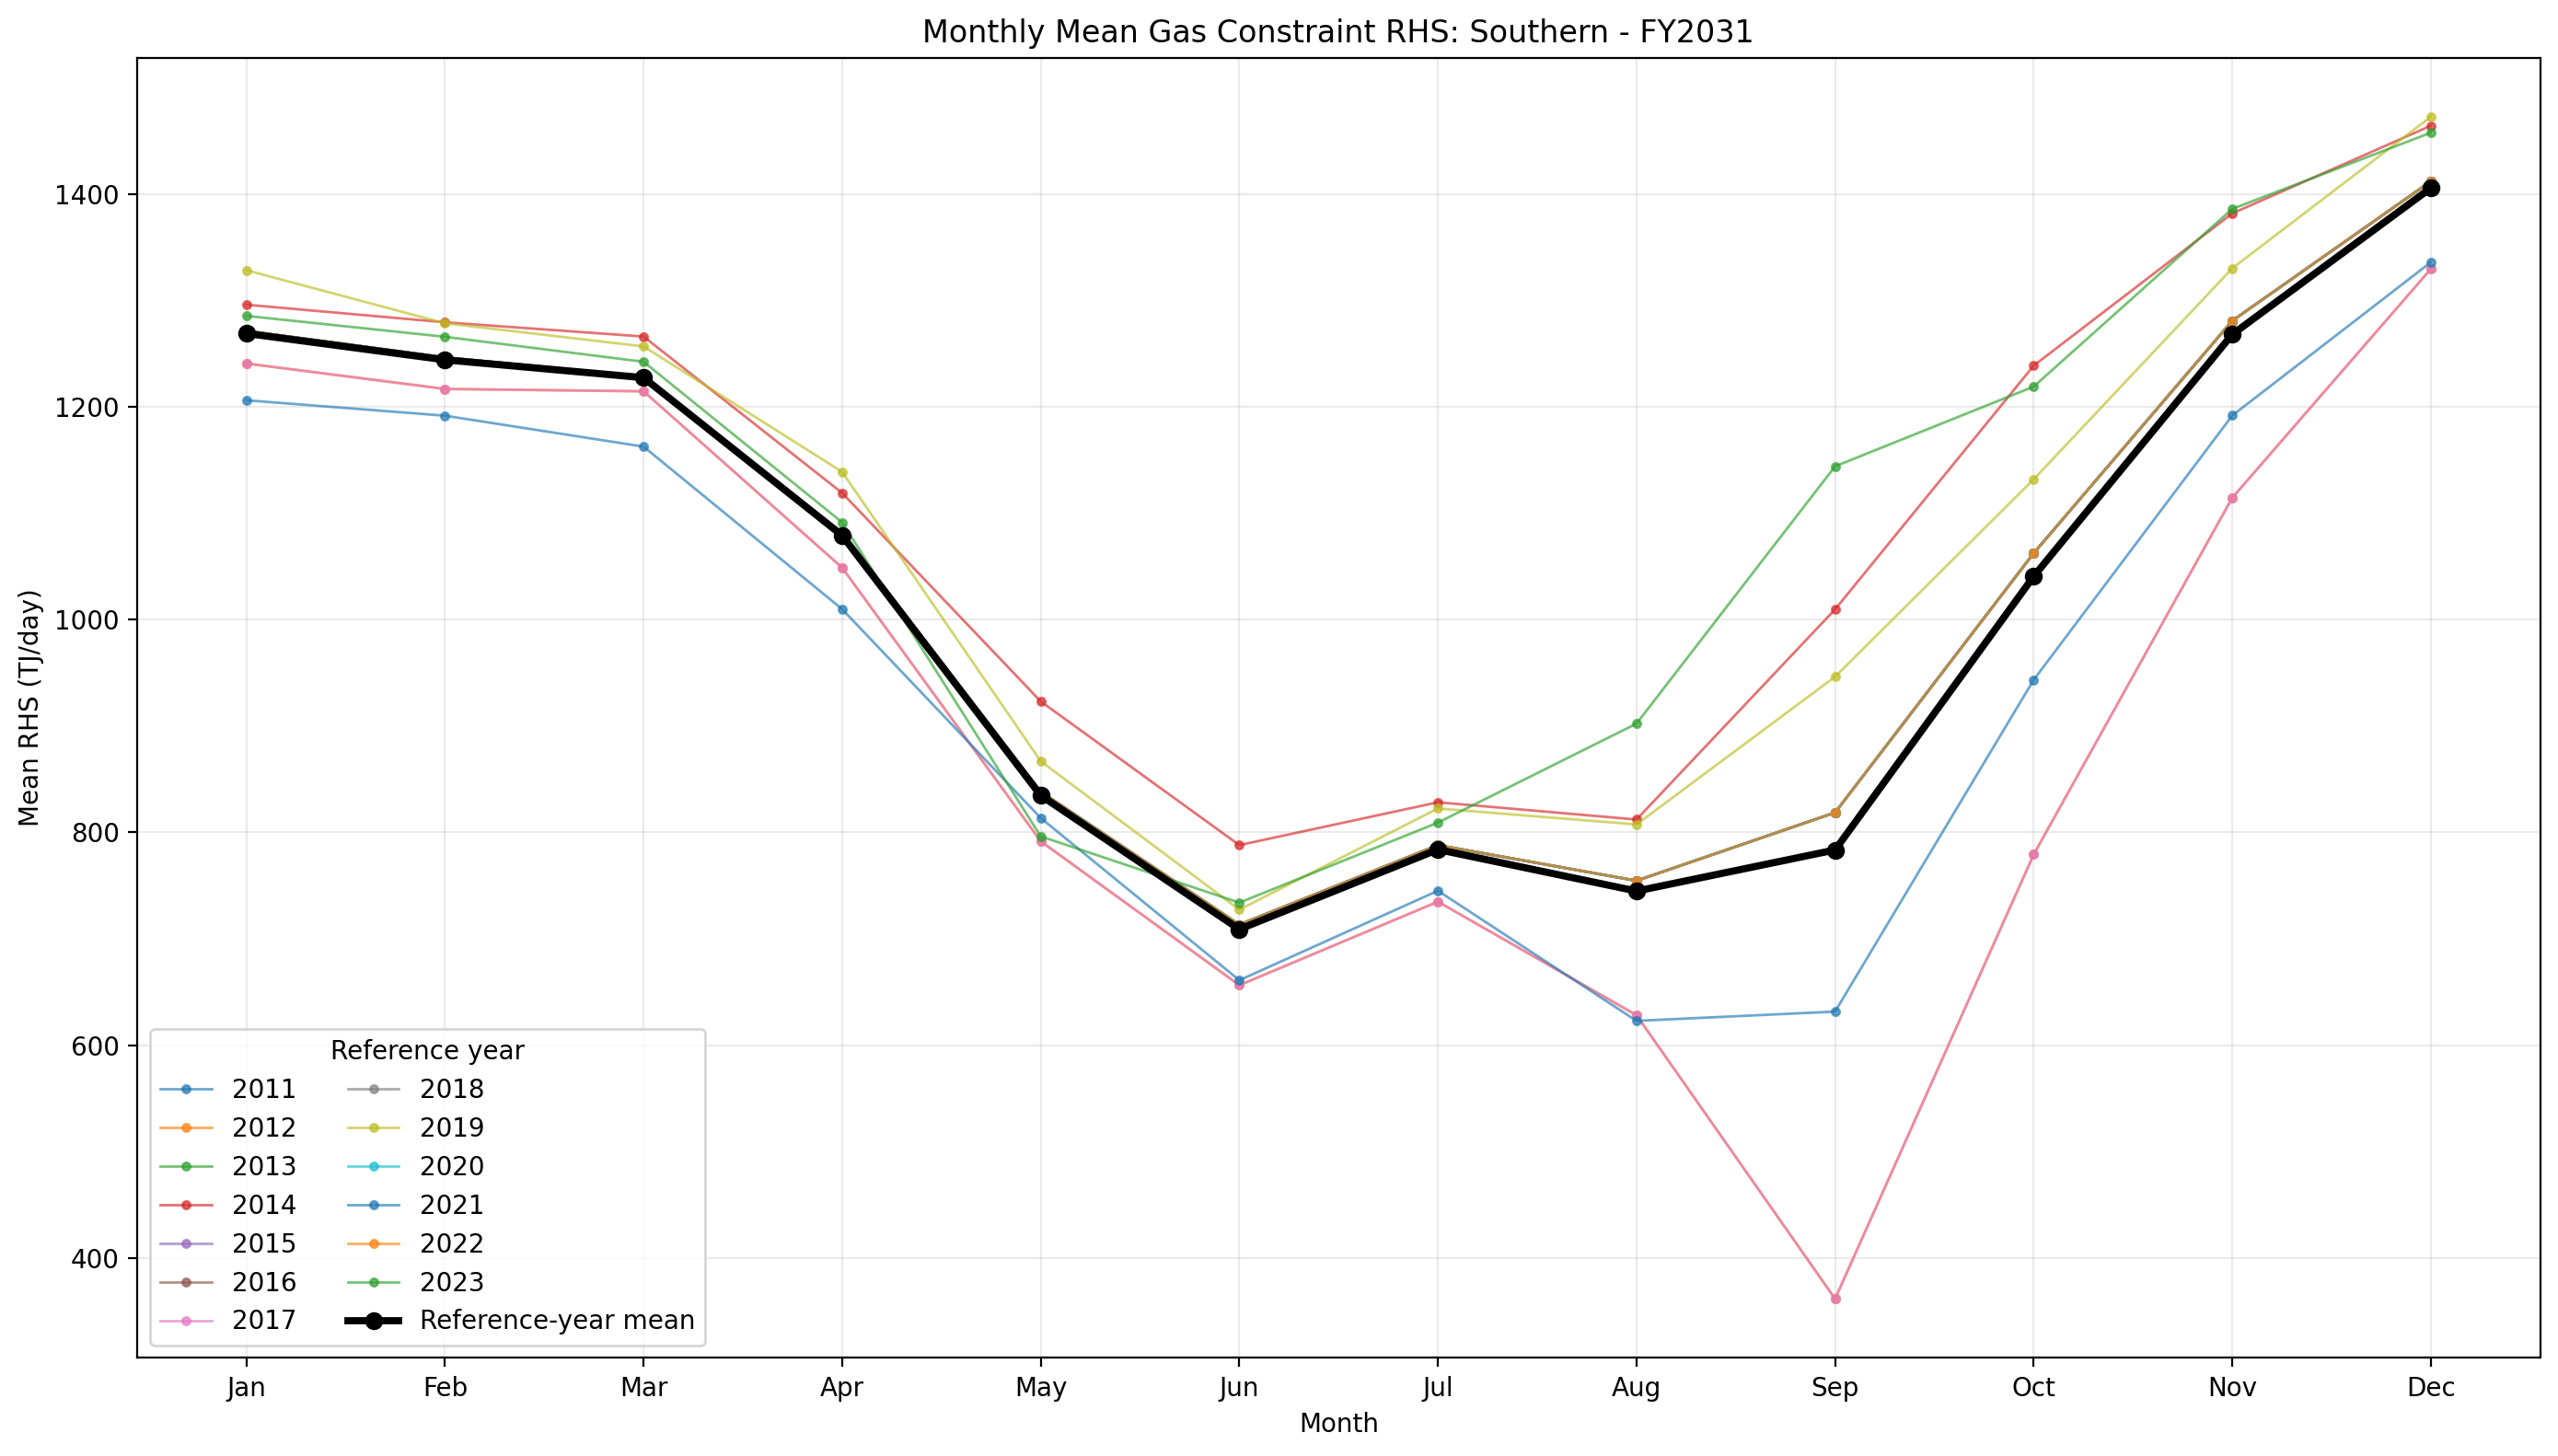 Monthly Mean Gas Constraint RHS: Southern - FY2031
Mean RHS (TJ/day)
1400
1200
1000
800
600
400
Reference year
2011
2012
2013
2014
2015
2016
2017
2018
2019
2020
2021
2022
2023
Reference-year mean
Jan
Feb
Mar
Apr
May
Jun
Jul
Aug
Sep
Oct
Nov
Dec
Month